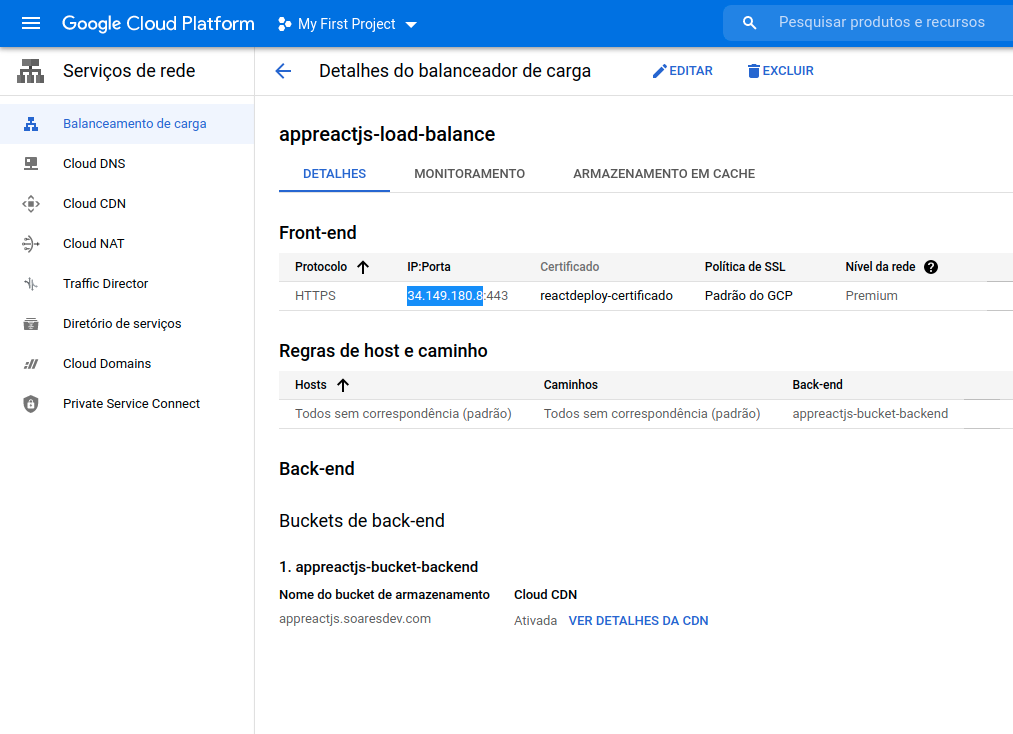 Google Cloud Platform My First Project Pesquisar produtos e recursos
Serviços de rede
Detalhes do balanceador de carga EDITAR EXCLUIR
Balanceamento de carga
Cloud DNS
Cloud CDN
Cloud NAT
Traffic Director
Diretório de serviços
Cloud Domains
Private Service Connect
appreactjs-load-balance
DETALHES MONITORAMENTO ARMAZENAMENTO EM CACHE
Front-end
Protocolo IP:Porta Certificado Política de SSL Nível da rede ?
HTTPS 34.149.180.8:443 reactdeploy-certificado Padrão do GCP Premium
Regras de host e caminho
Hosts Caminhos Back-end
Todos sem correspondência (padrão) Todos sem correspondência (padrão) appreactjs-bucket-backend
Back-end
Buckets de back-end
1. appreactjs-bucket-backend
Nome do bucket de armazenamento Cloud CDN
appreactjs.soaresdev.com Ativada VER DETALHES DA CDN